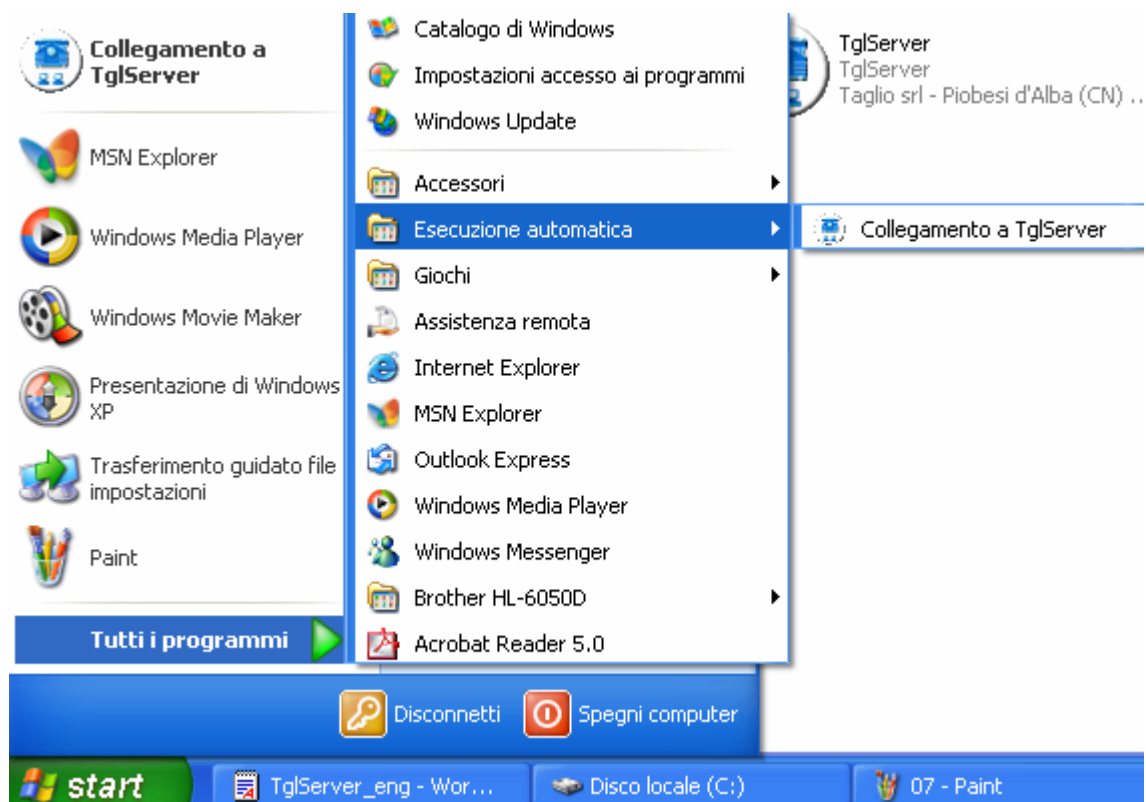 Collegamento a
TglServer
MSN Explorer
Windows Media Player
Windows Movie Maker
Presentazione di Windows
XP
Trasferimento guidato file
impostazioni
Paint
Tutti i programmi
Catalogo di Windows
Impostazioni accesso ai programmi
Windows Update
Accessori
Esecuzione automatica
Giochi
Assistenza remota
Internet Explorer
MSN Explorer
Outlook Express
Windows Media Player
Windows Messenger
Brother HL-6050D
Acrobat Reader 5.0
Collegamento a TglServer
TglServer
TglServer
Taglio srl - Piobesi d'Alba (CN) ...
Disconnetti
Spegni computer
start
TglServer_eng - Wor...
Disco locale (C:)
07 - Paint